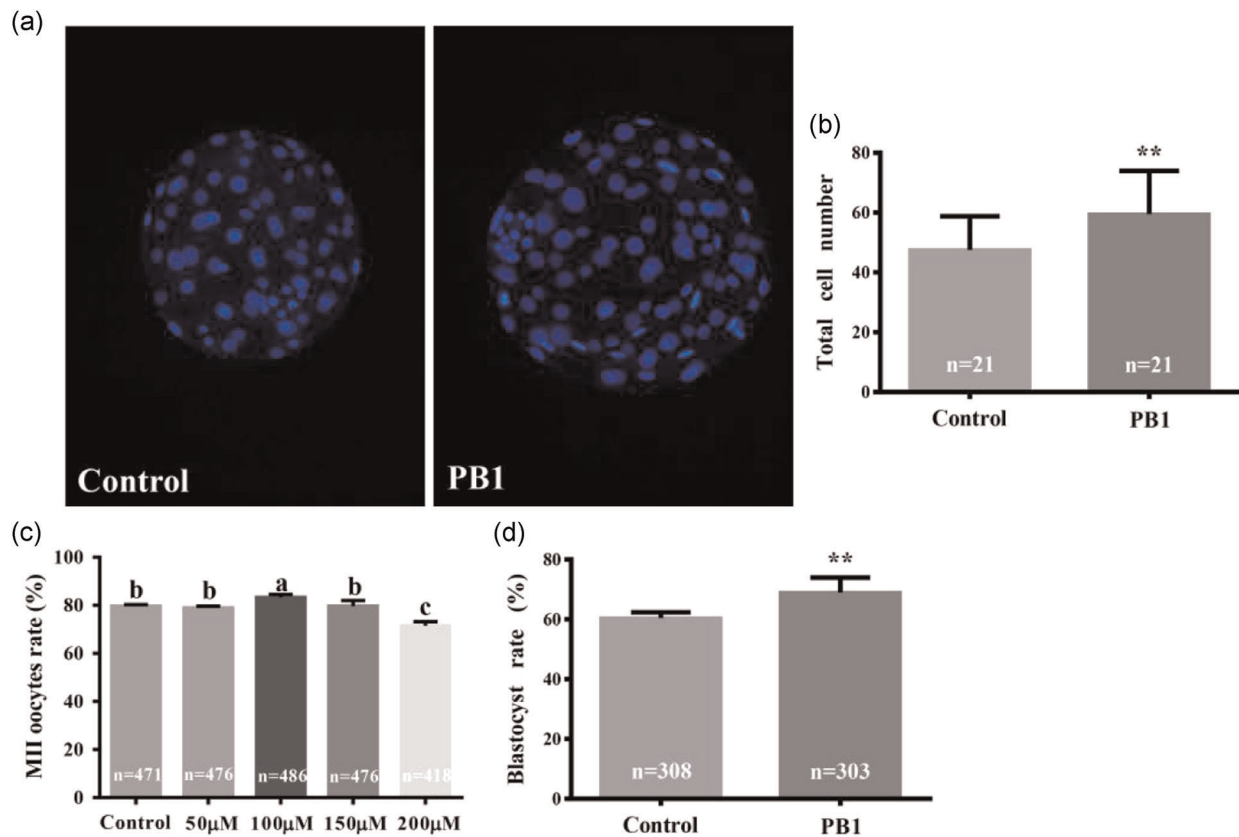 (a)
Control
PB1
(b)
Total cell number
80
60
40
20
0
**
n=21
n=21
Control
PB1
(c)
MII oocytes rate (%)
100
80
60
40
20
0
b
b
a
b
c
n=471
n=476
n=486
n=476
n=418
Control
50μM
100μM
150μM
200μM
(d)
Blastocyst rate (%)
80
60
40
20
0
**
n=308
n=303
Control
PB1